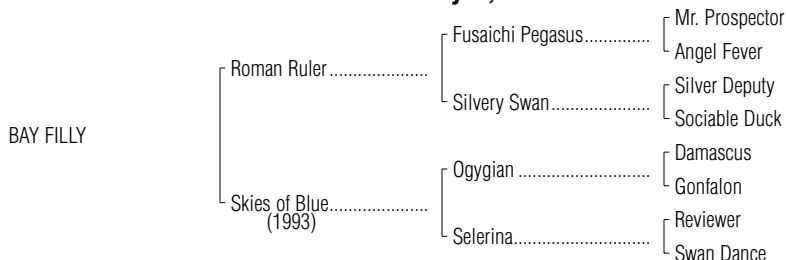 Mr. Prospector
Fusaichi Pegasus..............
Angel Fever
Roman Ruler.....................
Silver Deputy
Silvery Swan.....................
Sociable Duck
BAY FILLY
Damascus
Ogygian ............................
Gonfalon
Skies of Blue.....................
(1993)
Reviewer
Selerina.............................
Swan Dance